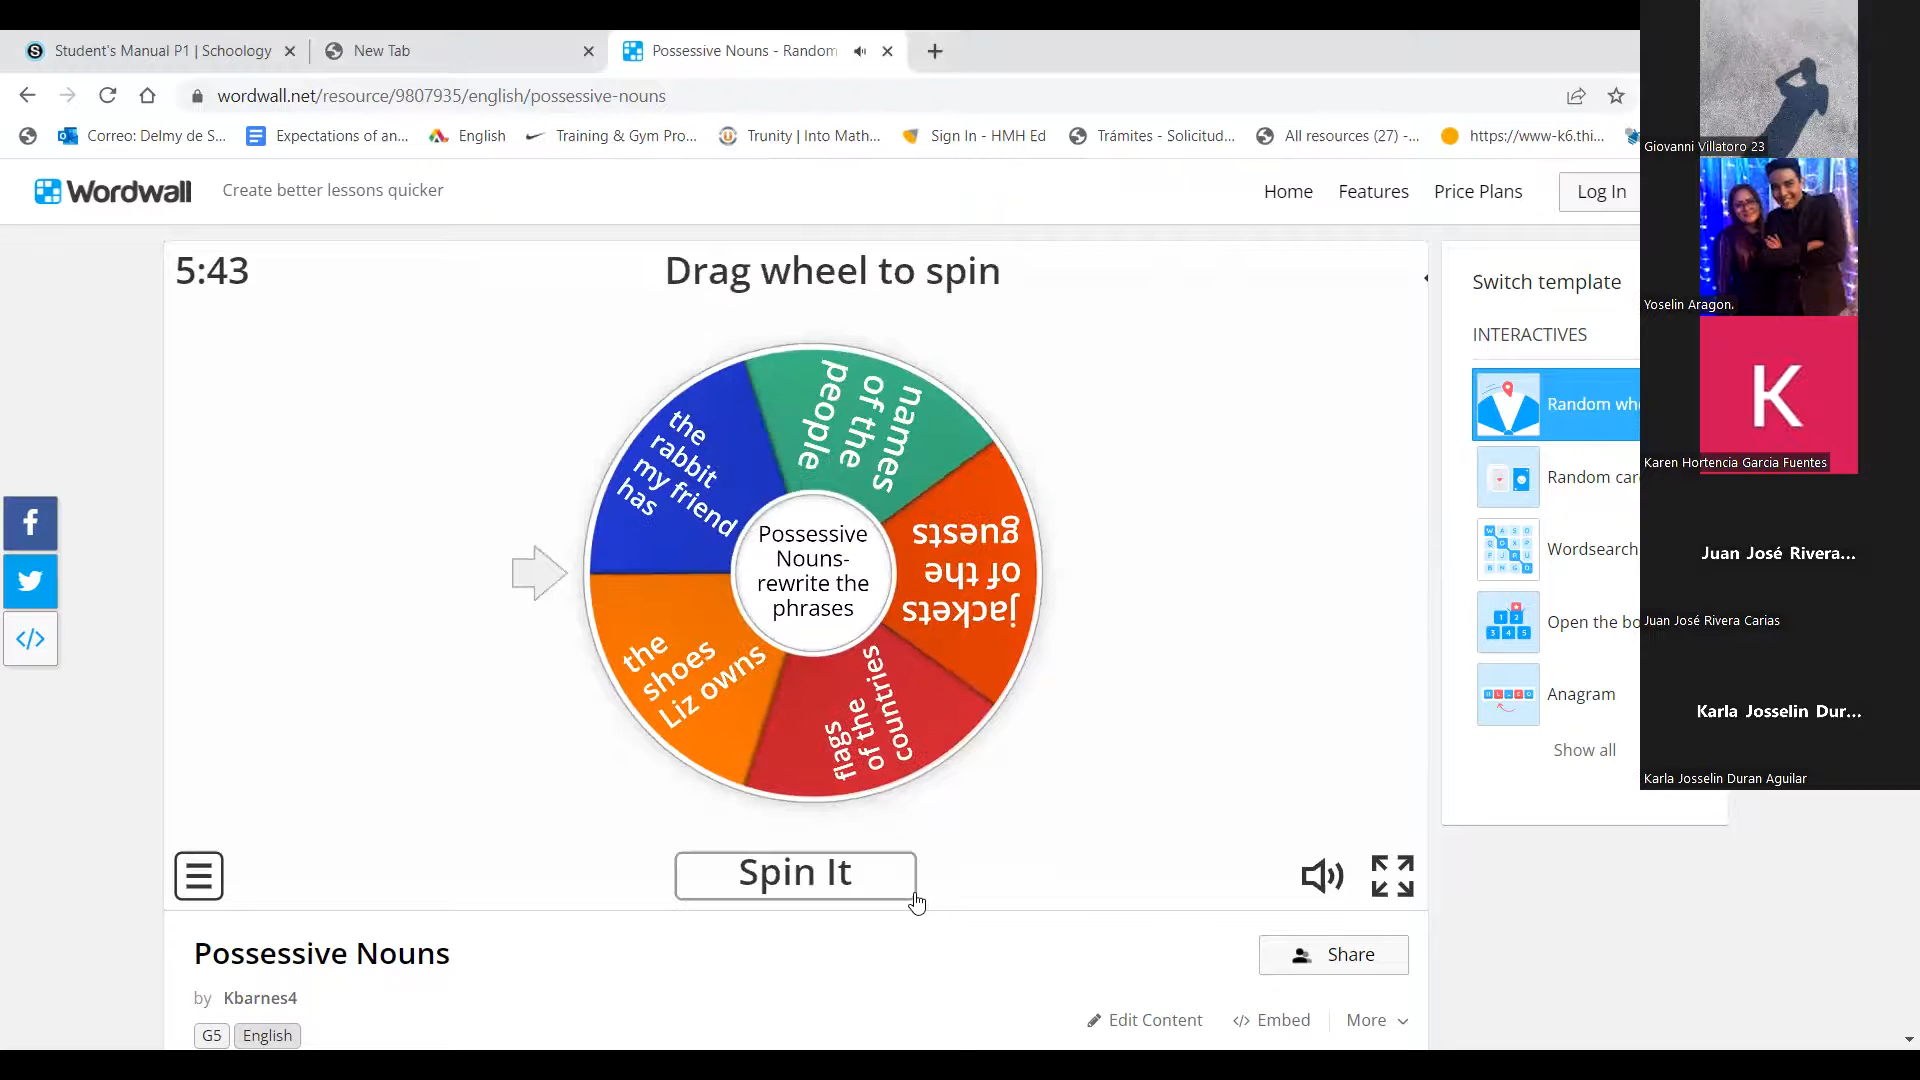 Student's Manual P1 | Schoology
New Tab
Possessive Nouns - Random
wordwall.net/resource/9807935/english/possessive-nouns
Correo: Delmy de S...
Expectations of an...
English
Training & Gym Pro...
Trunity | Into Math...
Sign In - HMH Ed
Trámites - Solicitud...
All resources (27) -...
https://www-k6.thi...
Wordwall
Create better lessons quicker
Home
Features
Price Plans
Log In
5:43
Drag wheel to spin
names
of the
people
the
rabbit
my friend
has
jackets
of the
guests
Possessive
Nouns-
rewrite the
phrases
the
shoes
Liz owns
flags
of the
countries
Spin It
Possessive Nouns
by Kbarnes4
G5
English
Share
Edit Content
Embed
More
Switch template
INTERACTIVES
Random whe
Random car
Wordsearch
Open the bo
Anagram
Show all
Giovanni Villatoro 23
Yoselin Aragon.
K
Karen Hortencia Garcia Fuentes
Juan José Rivera...
Juan José Rivera Carias
Karla Josselin Dur...
Karla Josselin Duran Aguilar